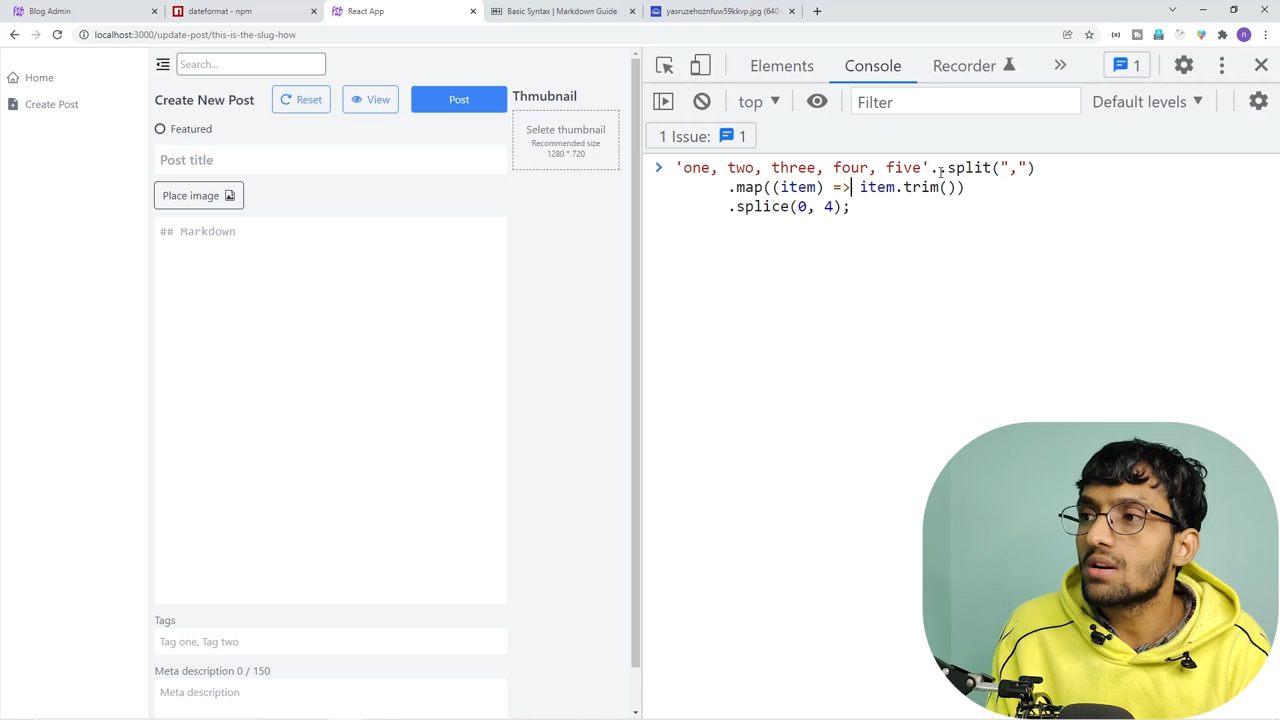 Blog Admin
dateformat - npm
React App
Basic Syntax | Markdown Guide
yasruzehoznfuw59kkvp.jpg (640
localhost:3000/update-post/this-is-the-slug-how
n
Home
Create Post
Search...
Create New Post
Reset
View
Post
Thmubnail
Featured
Selete thumbnail
Recommended size
1280 * 720
Post title
Place image
## Markdown
Tags
Tag one, Tag two
Meta description 0 / 150
Meta description
Elements
Console
Recorder
1
top
Filter
Default levels
1 Issue: 1
'one, two, three, four, five'.split(",")
.map((item) => item.trim())
.splice(0, 4);